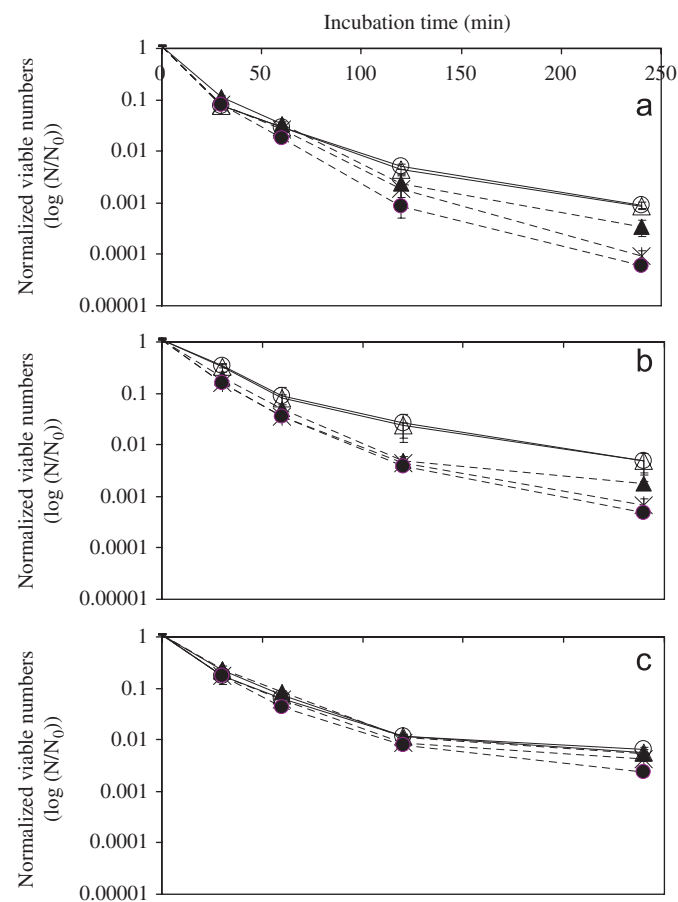 Incubation time (min)
0 50 100 150 200 250
1
0.1
0.01
0.001
0.0001
0.00001
Normalized viable numbers
(log (N/N₀))
a
1
0.1
0.01
0.001
0.0001
0.00001
Normalized viable numbers
(log (N/N₀))
b
1
0.1
0.01
0.001
0.0001
0.00001
Normalized viable numbers
(log (N/N₀))
c